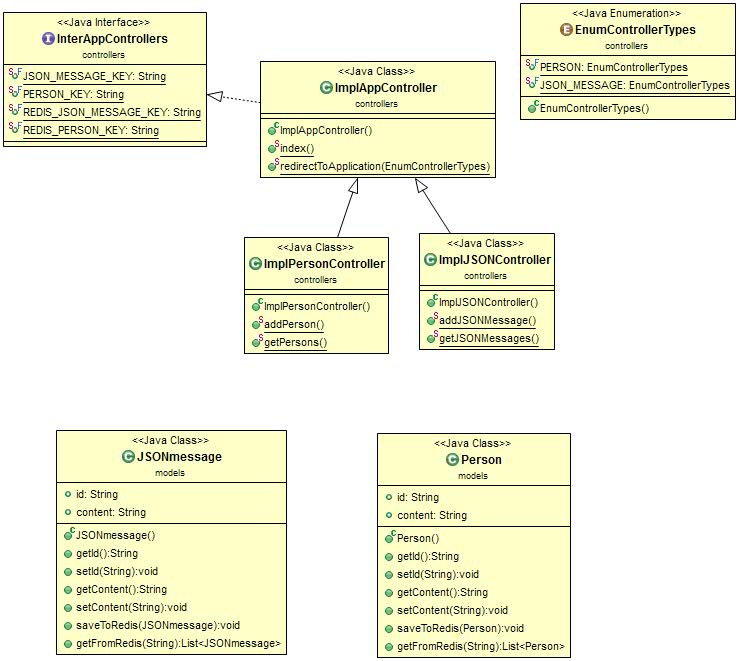 <<Java Interface>>
InterAppControllers
controllers
JSON_MESSAGE_KEY: String
PERSON_KEY: String
REDIS_JSON_MESSAGE_KEY: String
REDIS_PERSON_KEY: String
<<Java Class>>
ImplAppController
controllers
ImplAppController()
index()
redirectToApplication(EnumControllerTypes)
<<Java Enumeration>>
EnumControllerTypes
controllers
PERSON: EnumControllerTypes
JSON_MESSAGE: EnumControllerTypes
EnumControllerTypes()
<<Java Class>>
ImplPersonController
controllers
ImplPersonController()
addPerson()
getPersons()
<<Java Class>>
ImplJSONController
controllers
ImplJSONController()
addJSONMessage()
getJSONMessages()
<<Java Class>>
JSONmessage
models
id: String
content: String
JSONmessage()
getId():String
setId(String):void
getContent():String
setContent(String):void
saveToRedis(JSONmessage):void
getFromRedis(String):List<JSONmessage>
<<Java Class>>
Person
models
id: String
content: String
Person()
getId():String
setId(String):void
getContent():String
setContent(String):void
saveToRedis(Person):void
getFromRedis(String):List<Person>